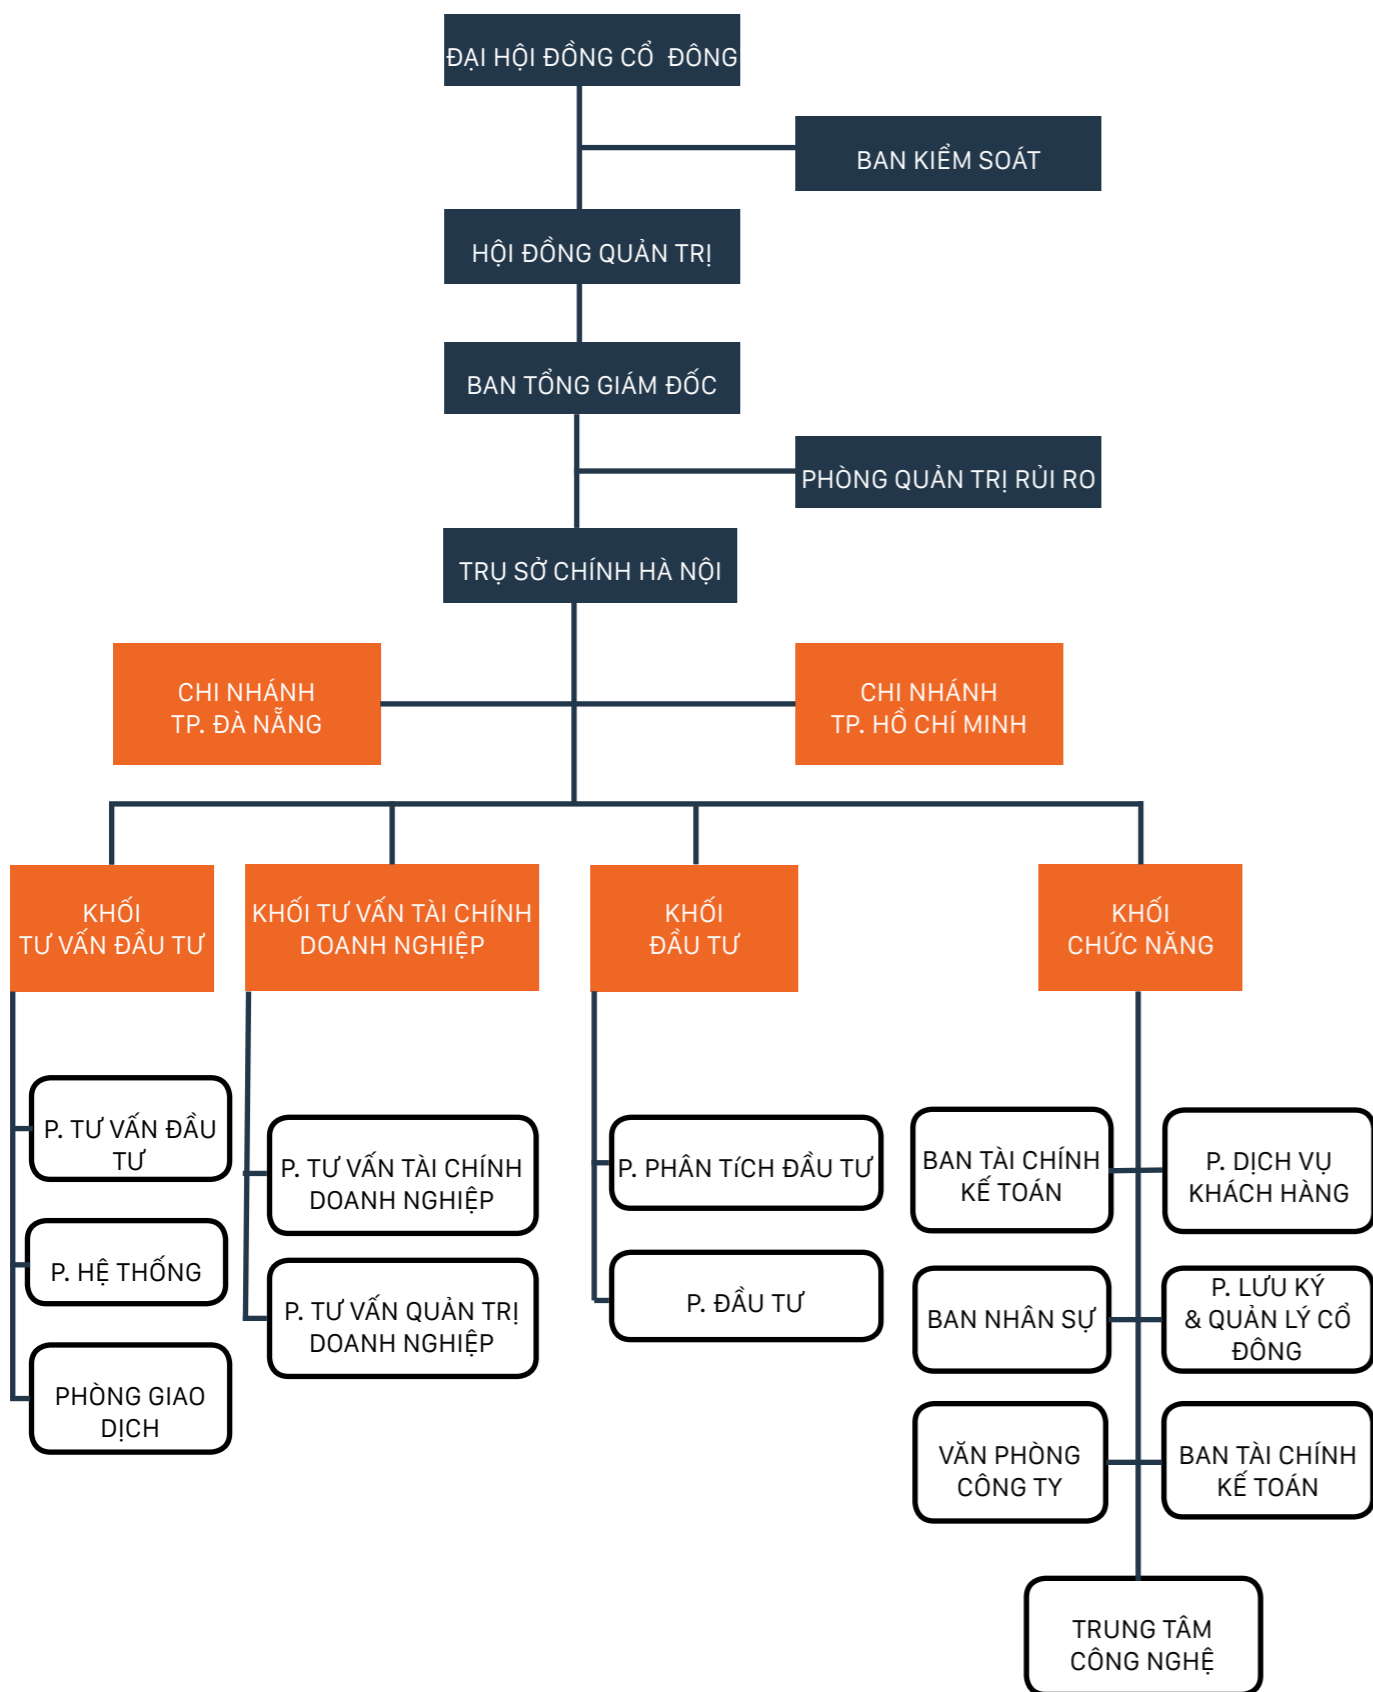 ĐẠI HỘI ĐỒNG CỔ ĐÔNG
BAN KIỂM SOÁT
HỘI ĐỒNG QUẢN TRỊ
BAN TỔNG GIÁM ĐỐC
PHÒNG QUẢN TRỊ RỦI RO
TRỤ SỞ CHÍNH HÀ NỘI
CHI NHÁNH
TP. ĐÀ NẴNG
CHI NHÁNH
TP. HỒ CHÍ MINH
KHỐI
TƯ VẤN ĐẦU TƯ
KHỐI TƯ VẤN TÀI CHÍNH
DOANH NGHIỆP
KHỐI
ĐẦU TƯ
KHỐI
CHỨC NĂNG
P. TƯ VẤN ĐẦU
TƯ
P. HỆ THỐNG
PHÒNG GIAO
DỊCH
P. TƯ VẤN TÀI CHÍNH
DOANH NGHIỆP
P. TƯ VẤN QUẢN TRỊ
DOANH NGHIỆP
P. PHÂN TíCH ĐẦU TƯ
P. ĐẦU TƯ
BAN TÀI CHÍNH
KẾ TOÁN
P. DỊCH VỤ
KHÁCH HÀNG
BAN NHÂN SỰ
P. LƯU KÝ
& QUẢN LÝ CỔ
ĐÔNG
VĂN PHÒNG
CÔNG TY
BAN TÀI CHÍNH
KẾ TOÁN
TRUNG TÂM
CÔNG NGHỆ